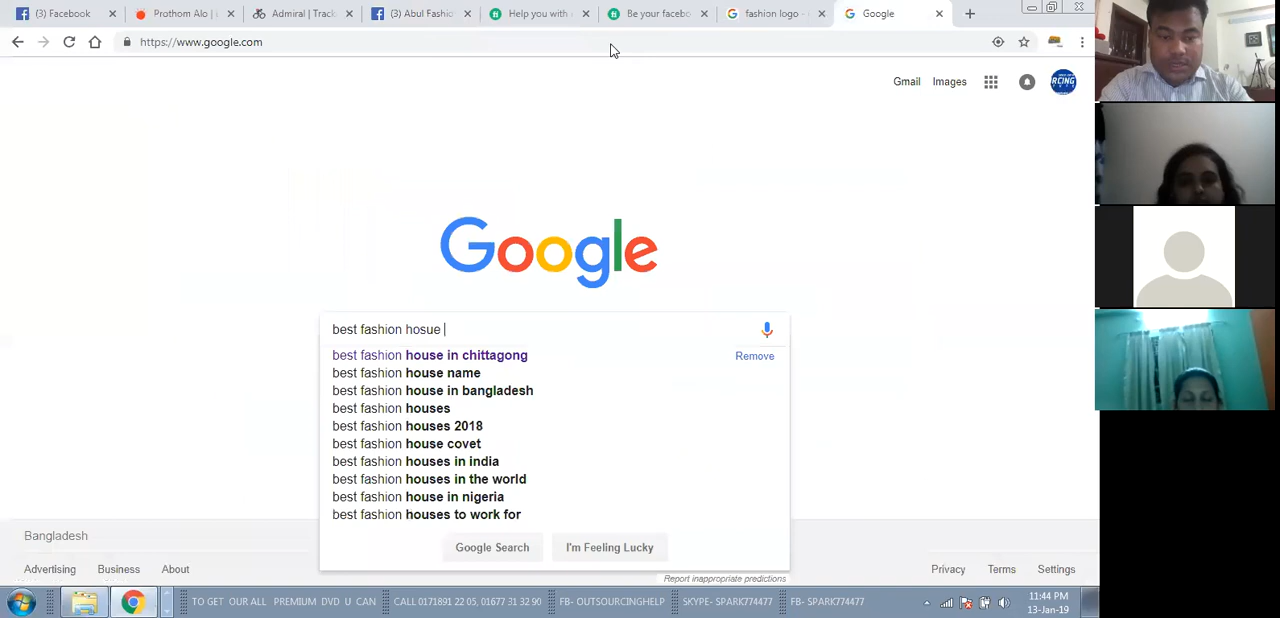 (3) Facebook
Prothom Alo | L
Admiral | Track
(3) Abul Fashio
Help you with
Be your facebo
fashion logo -
Google
https://www.google.com
Gmail Images
RCING
Google
best fashion hosue
best fashion house in chittagong Remove
best fashion house name
best fashion house in bangladesh
best fashion houses
best fashion houses 2018
best fashion house covet
best fashion houses in india
best fashion houses in the world
best fashion house in nigeria
best fashion houses to work for
Google Search I'm Feeling Lucky
Report inappropriate predictions
Bangladesh
Advertising Business About Privacy Terms Settings
TO GET OUR ALL PREMIUM DVD U CAN CALL 0171891 22 05, 01677 31 32 90 FB- OUTSOURCINGHELP SKYPE- SPARK774477 FB- SPARK774477
11:44 PM
13-Jan-19